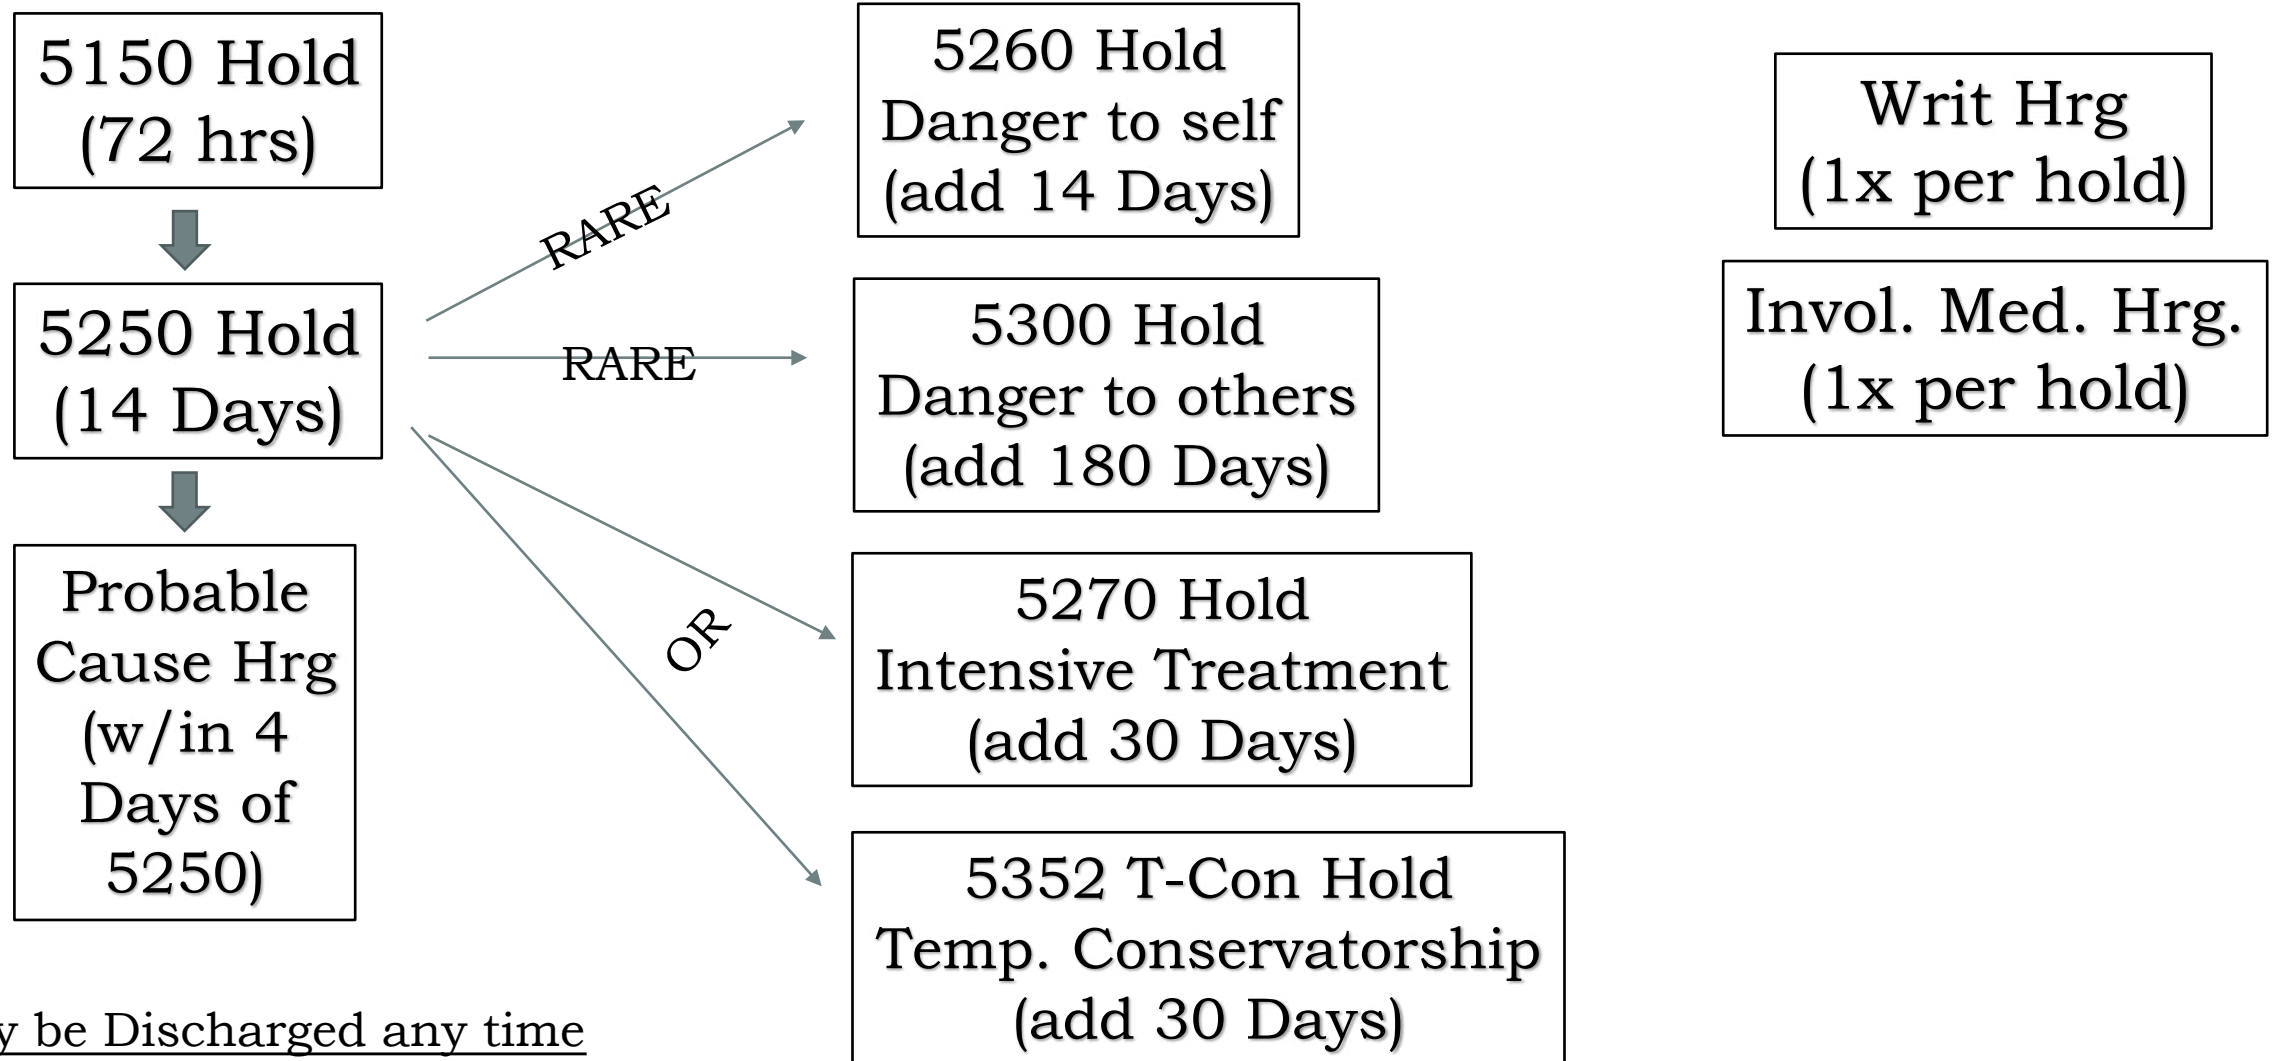 5150 Hold
(72 hrs)
5250 Hold
(14 Days)
Probable
Cause Hrg
(w/in 4
Days of
5250)
be Discharged any time
RARE
RARE
OR
5260 Hold
Danger to self
(add 14 Days)
5300 Hold
Danger to others
(add 180 Days)
5270 Hold
Intensive Treatment
(add 30 Days)
5352 T-Con Hold
Temp. Conservatorship
(add 30 Days)
Writ Hrg
(1x per hold)
Invol. Med. Hrg.
(1x per hold)